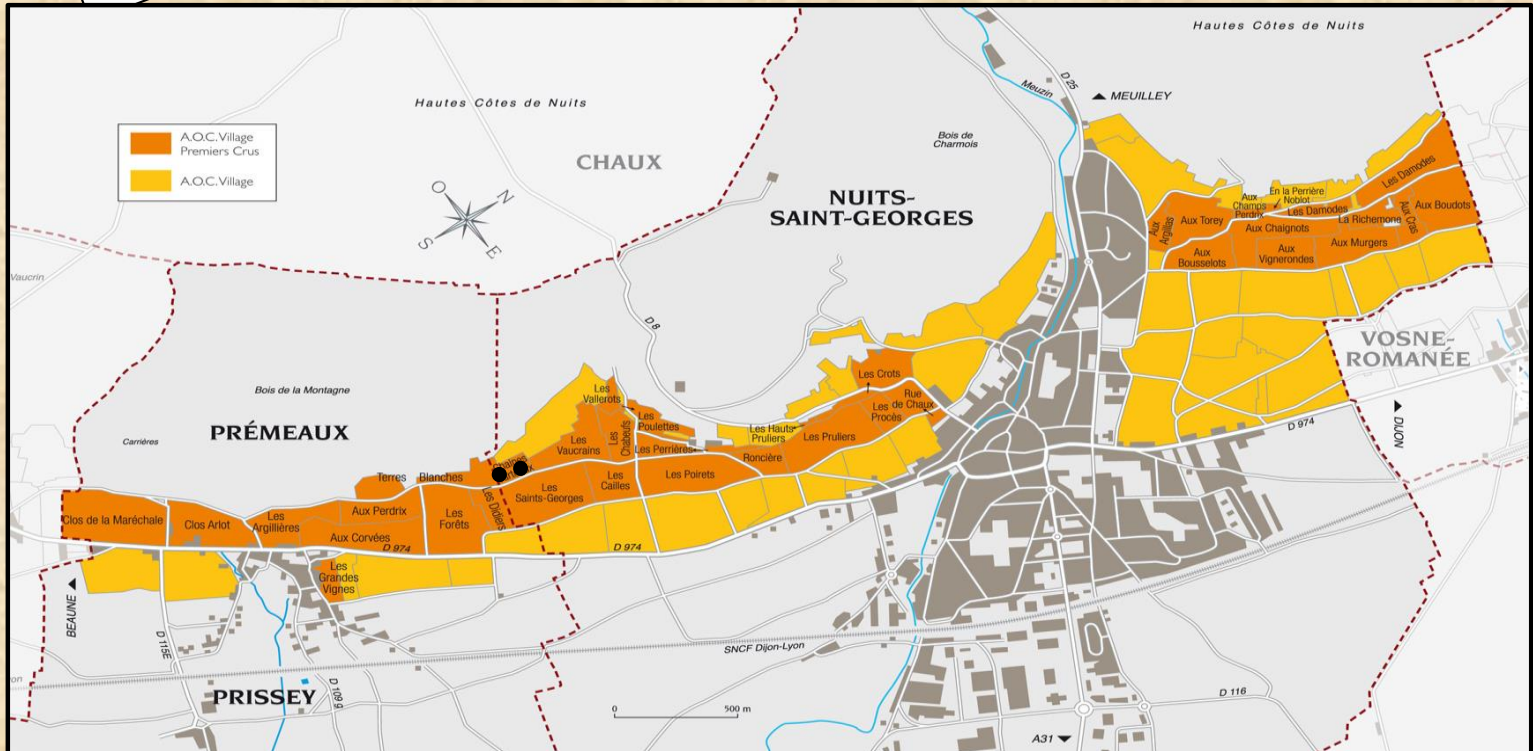 Hautes Côtes de Nuits
Hautes Côtes de Nuits
D 25
Meuzin
MEUILLEY
A.O.C. Village
Premiers Crus
A.O.C. Village
CHAUX
Bois de
Charmois
O
N
S
E
NUITS-
SAINT-GEORGES
Les Damodes
En la Perrière
Noblot
Aux
Champs
Perdrix
Les Damodes
Aux Boudots
Aux Cras
La Richemone
Aux
Argillas
Aux Torey
Aux Chaignots
Aux Murgers
Aux
Bousselots
Aux
Vignerondes
Vaucrin
D 8
VOSNE-
ROMANÉE
Bois de la Montagne
Les
Vallerots
Les Crots
Rue
de Chaux
Les
Procès
PRÉMEAUX
Carrières
Les
Poulettes
Les
Chabeufs
Les
Vaucrains
Les Perrières
Les Hauts
Pruliers
Les Pruliers
Roncière
D 974
DIJON
Terres Blanches
Les
Saints-Georges
Les
Cailles
Les Poirets
Clos de la Maréchale
Clos Arlot
Les
Argillières
Aux Perdrix
Aux Corvées
Les
Forêts
Les Didiers
D 974
D 974
Les
Grandes
Vignes
BEAUNE
D 115E
SNCF Dijon-Lyon
PRISSEY
D 109 g
0
500 m
D 116
A31